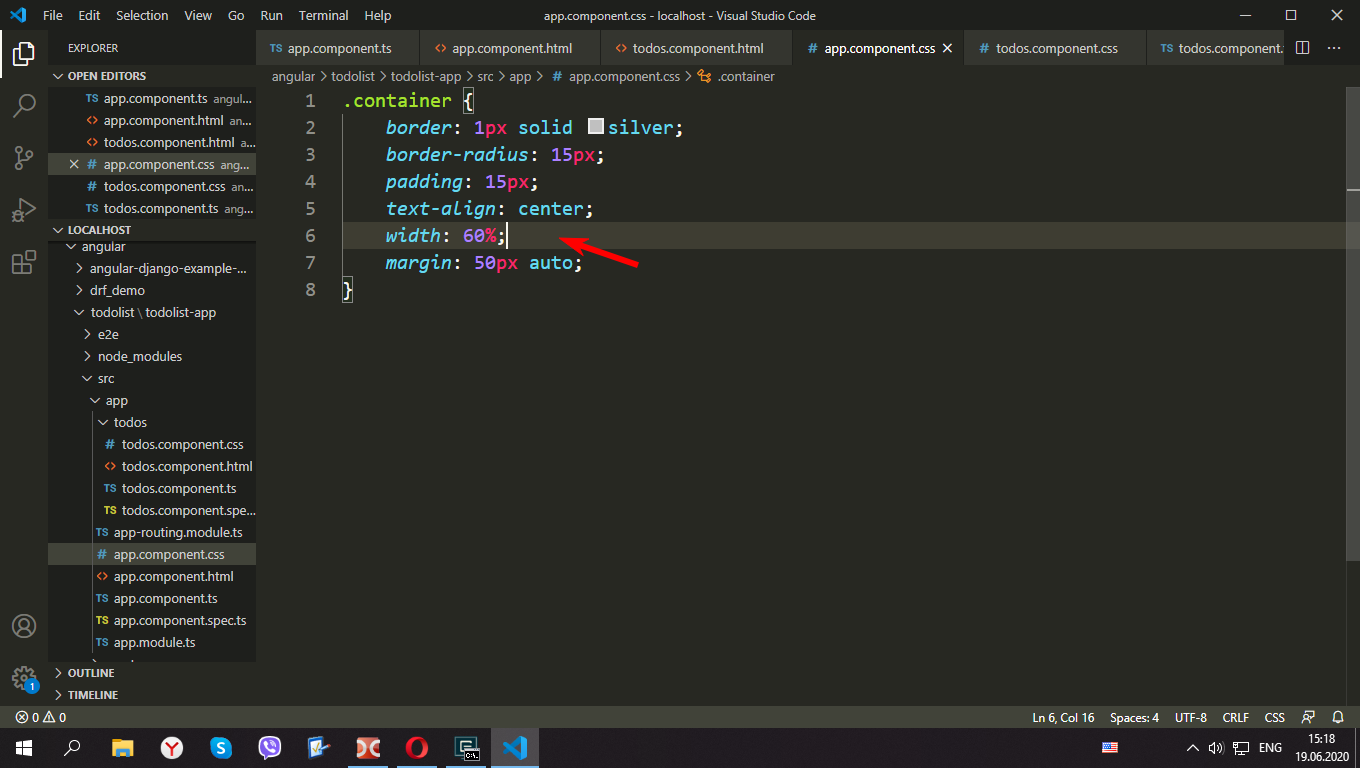 File Edit Selection View Go Run Terminal Help app.component.css - localhost - Visual Studio Code
EXPLORER
TS app.component.ts <> app.component.html <> todos.component.html # app.component.css # todos.component.css TS todos.component.
OPEN EDITORS
TS app.component.ts angul...
<> app.component.html an...
<> todos.component.html a...
# app.component.css ang...
# todos.component.css an...
TS todos.component.ts ang...
LOCALHOST
angular
angular-django-example-...
drf_demo
todolist \ todolist-app
e2e
node_modules
src
app
todos
# todos.component.css
<> todos.component.html
TS todos.component.ts
TS todos.component.spe...
TS app-routing.module.ts
# app.component.css
<> app.component.html
TS app.component.ts
TS app.component.spec.ts
TS app.module.ts
OUTLINE
TIMELINE
angular > todolist > todolist-app > src > app > # app.component.css > .container
1 .container {
2 border: 1px solid silver;
3 border-radius: 15px;
4 padding: 15px;
5 text-align: center;
6 width: 60%;
7 margin: 50px auto;
8 }
1
0 0 Ln 6, Col 16 Spaces: 4 UTF-8 CRLF CSS
C:\.
ENG
15:18
19.06.2020